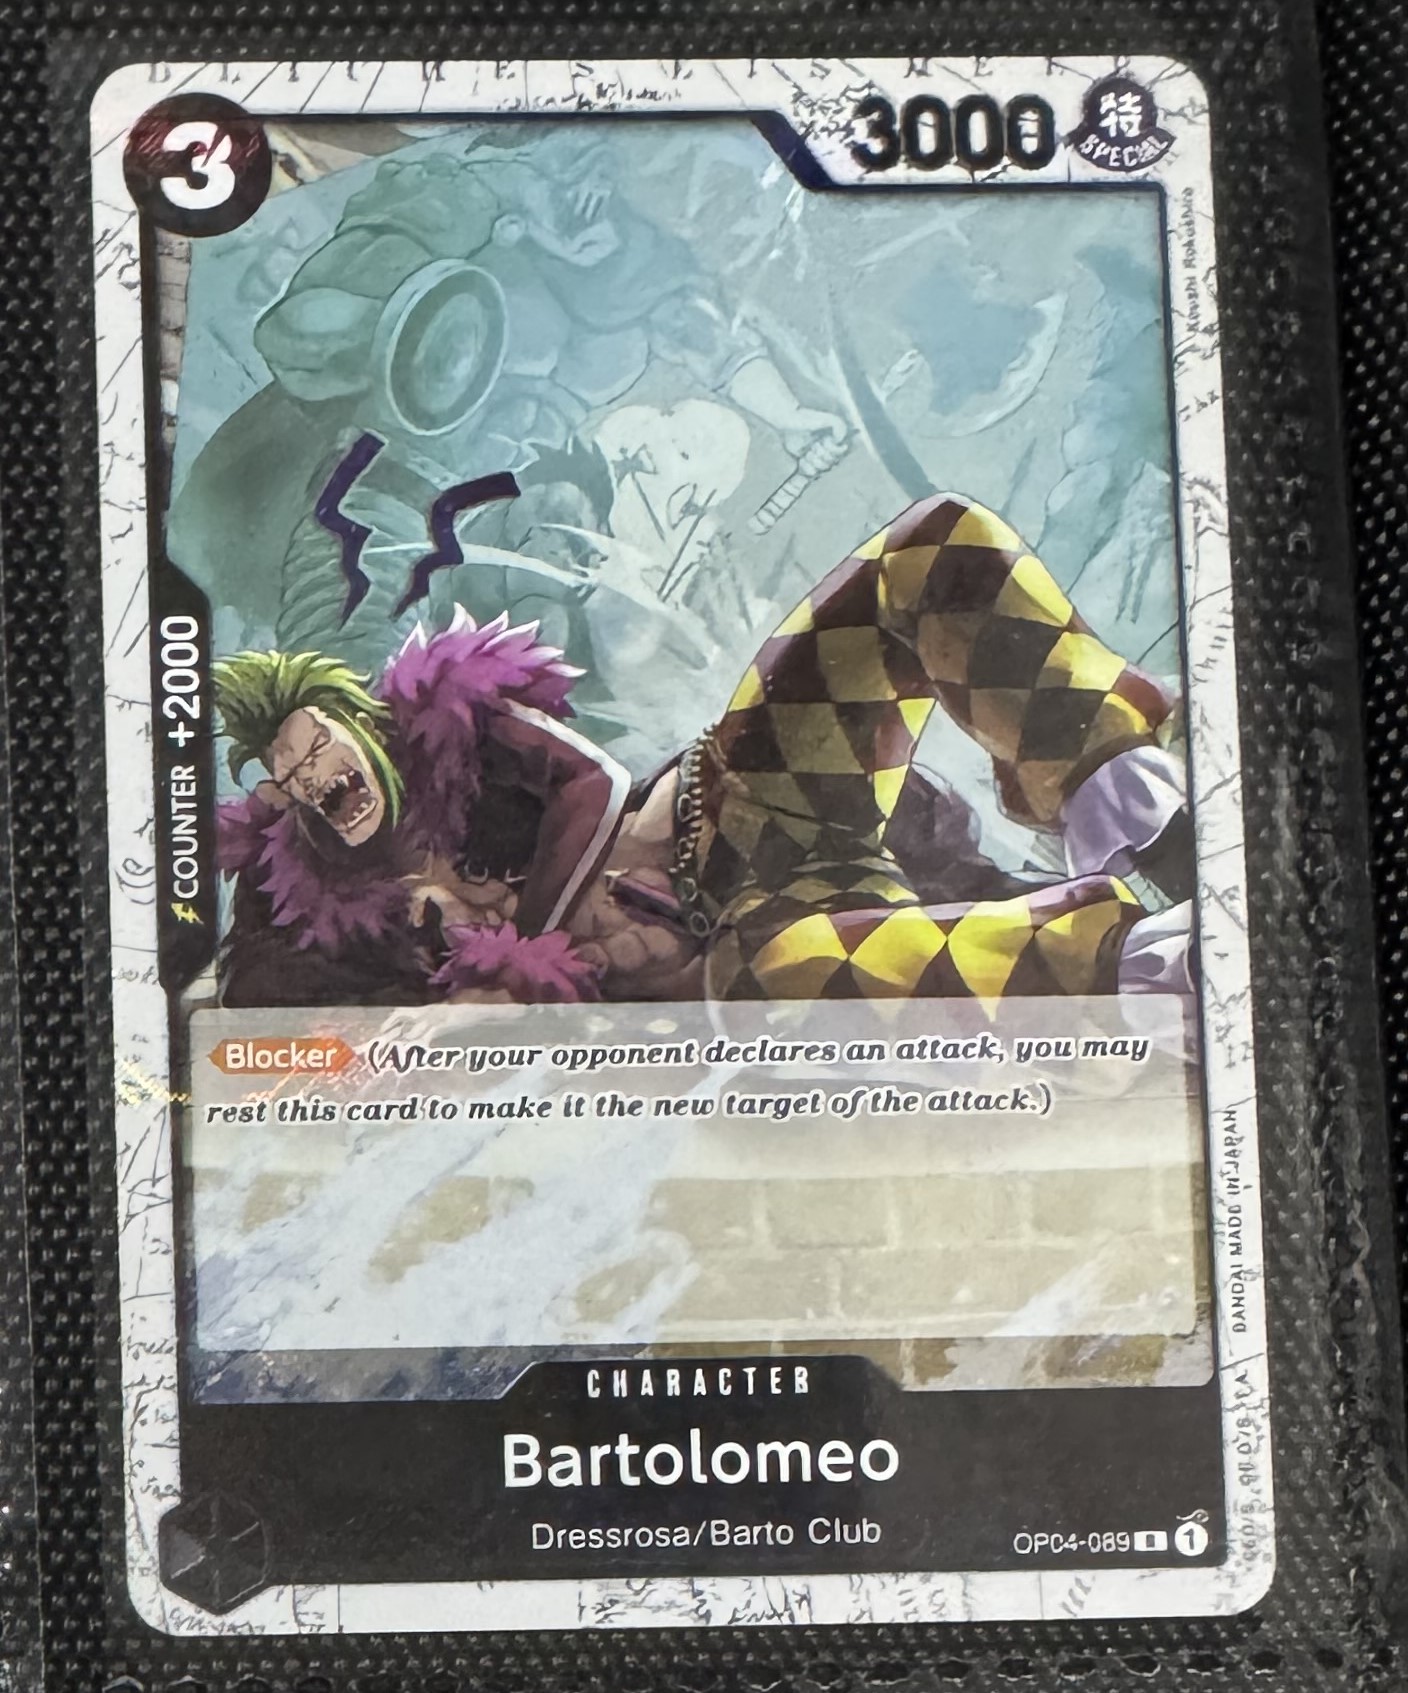 3
3000
特
SPECIAL
Koushi Rokushiro
COUNTER +2000
Blocker (After your opponent declares an attack, you may
rest this card to make it the new target of the attack.)
BANDAI MADE IN JAPAN
CHARACTER
Bartolomeo
Dressrosa/Barto Club
OP04-089 1